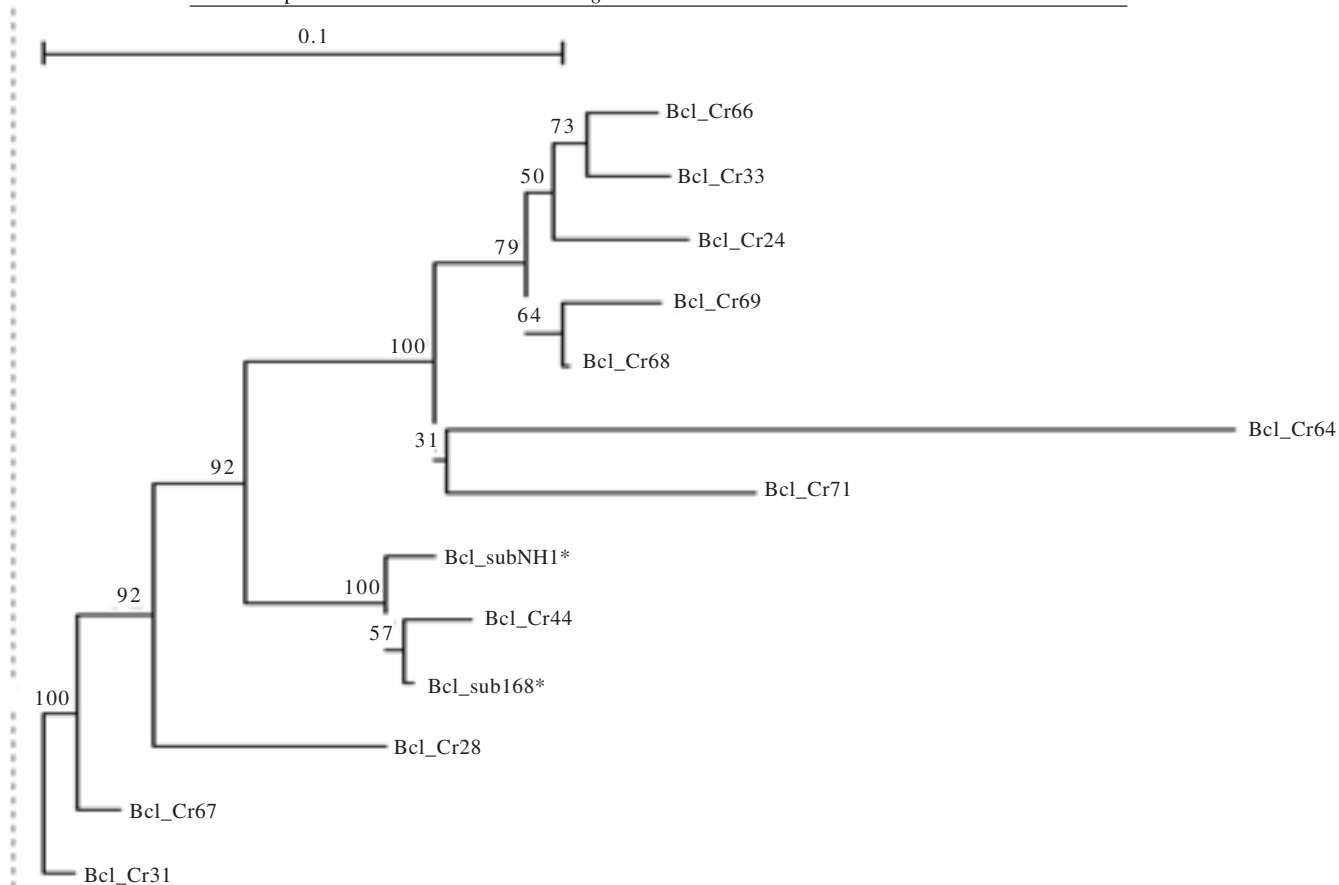 0.1
Bcl_Cr66
73
Bcl_Cr33
50
Bcl_Cr24
79
Bcl_Cr69
64
Bcl_Cr68
100
Bcl_Cr64
31
Bcl_Cr71
92
Bcl_subNH1*
100
Bcl_Cr44
92
57
Bcl_sub168*
100
Bcl_Cr28
Bcl_Cr67
Bcl_Cr31